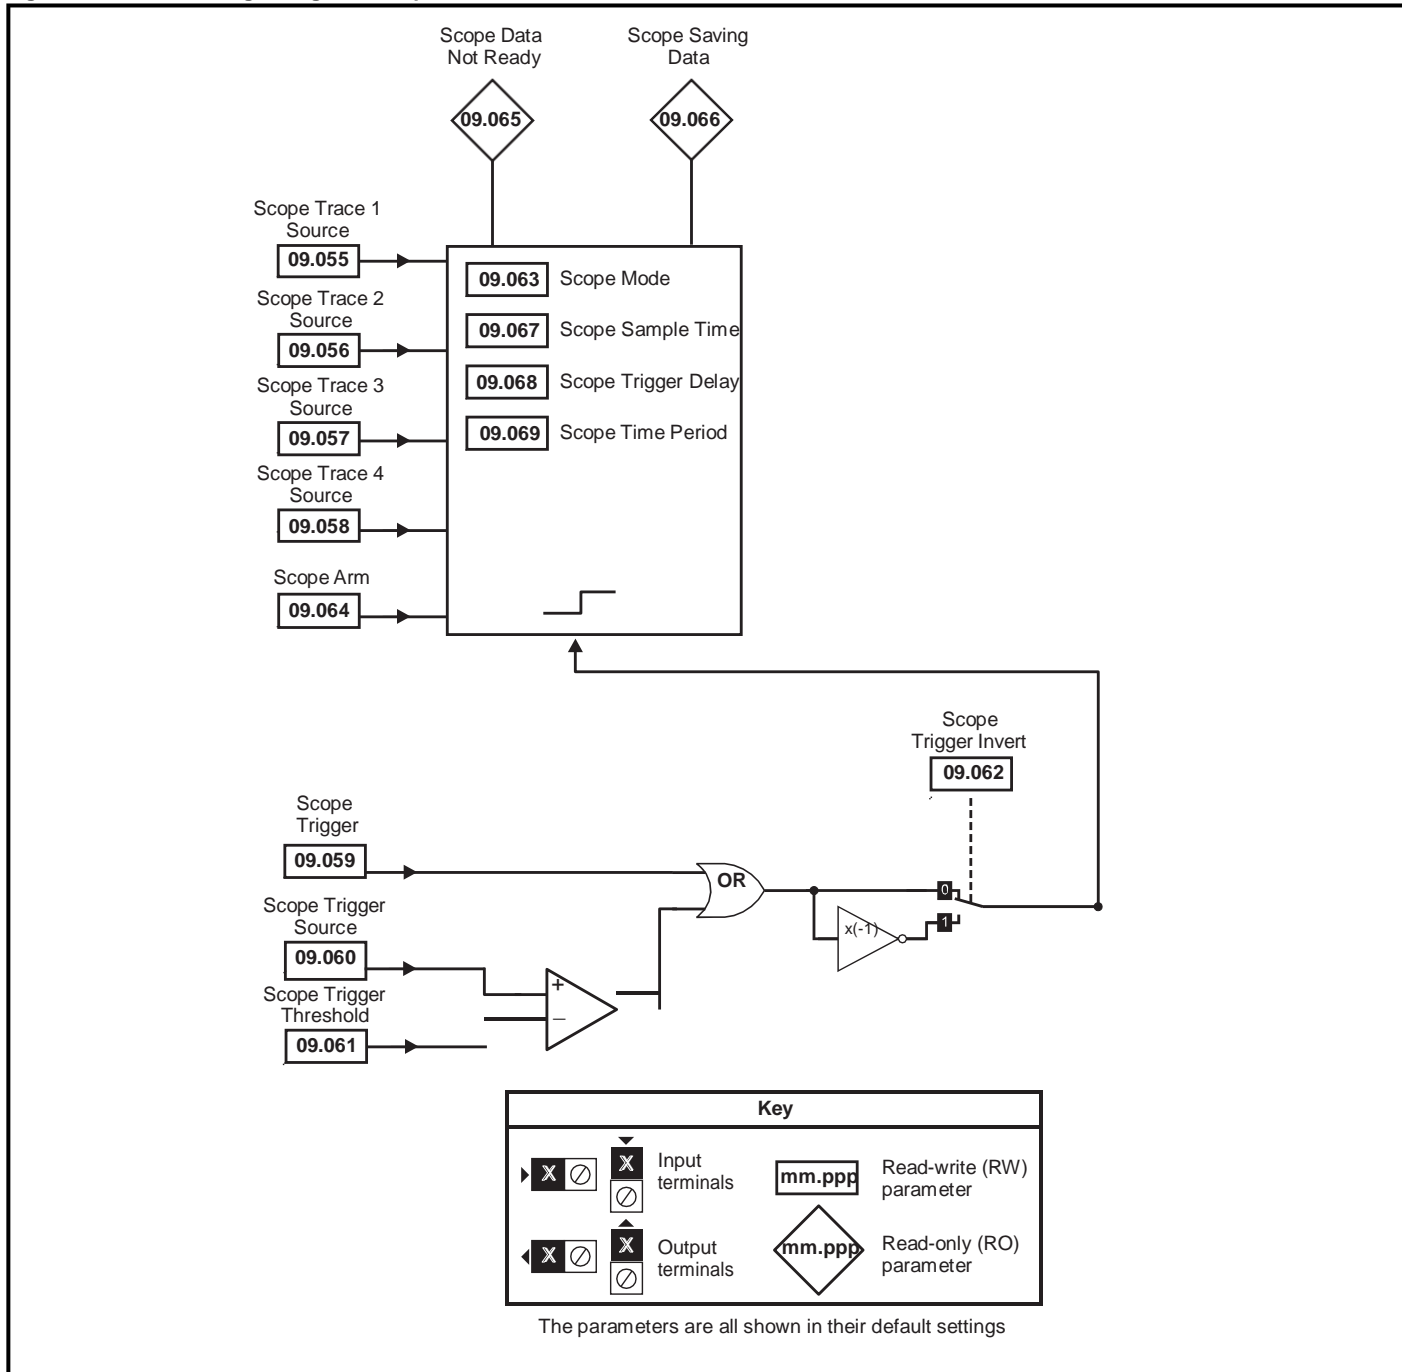 Scope Data
Not Ready
Scope Saving
Data
09.065
09.066
Scope Trace 1
Source
09.055
Scope Trace 2
Source
09.056
Scope Trace 3
Source
09.057
Scope Trace 4
Source
09.058
Scope Arm
09.064
09.063 Scope Mode
09.067 Scope Sample Time
09.068 Scope Trigger Delay
09.069 Scope Time Period
Scope
Trigger Invert
09.062
Scope
Trigger
09.059
Scope Trigger
Source
09.060
Scope Trigger
Threshold
09.061
+
–
OR
x(-1)
0
1
Key
X
X
Input
terminals
mm.ppp
Read-write (RW)
parameter
X
X
Output
terminals
mm.ppp
Read-only (RO)
parameter
The parameters are all shown in their default settings